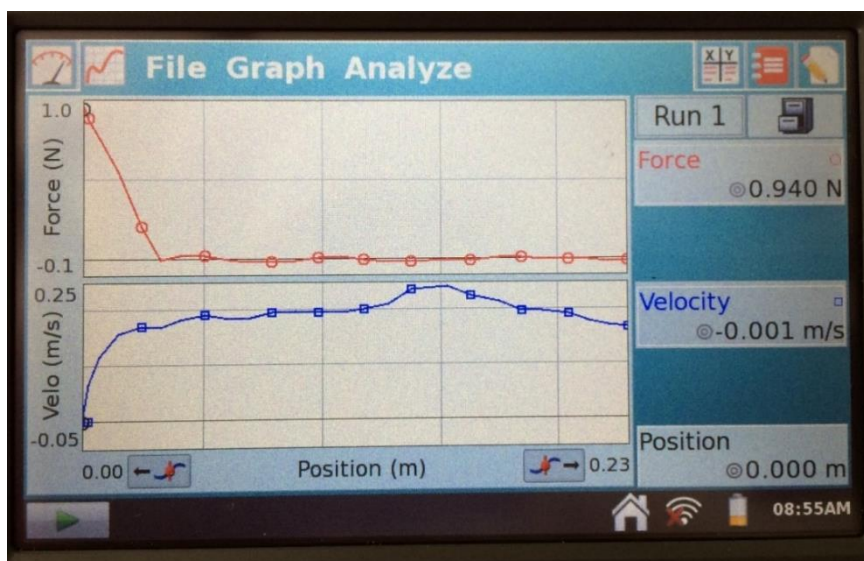 File Graph Analyze
X Y
Run 1
1.0
Force (N)
-0.1
Force
0.940 N
0.25
Velo (m/s)
-0.05
Velocity
-0.001 m/s
0.00
Position (m)
0.23
Position
0.000 m
08:55AM